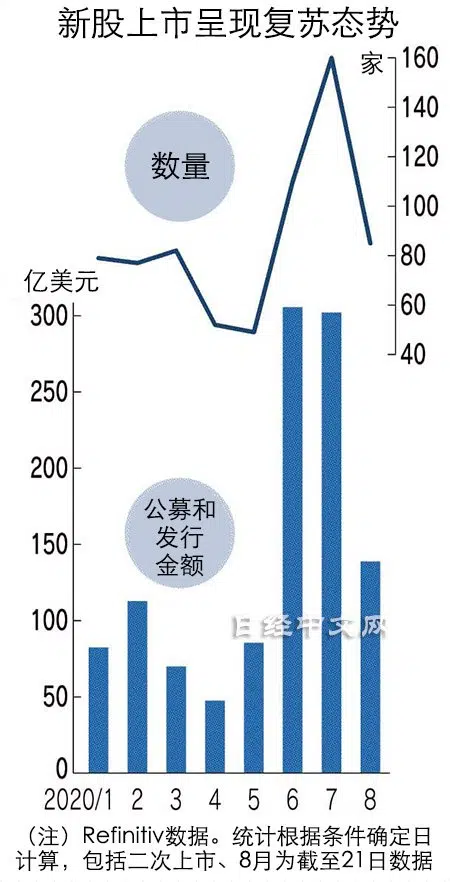 新股上市呈现复苏态势
家
160
140
120
100
80
60
40
数量
亿美元
300
250
200
150
100
50
0
公募和
发行
金额
日经中文网
2020/1 2 3 4 5 6 7 8
（注）Refinitiv数据。统计根据条件确定日
计算，包括二次上市、8月为截至21日数据